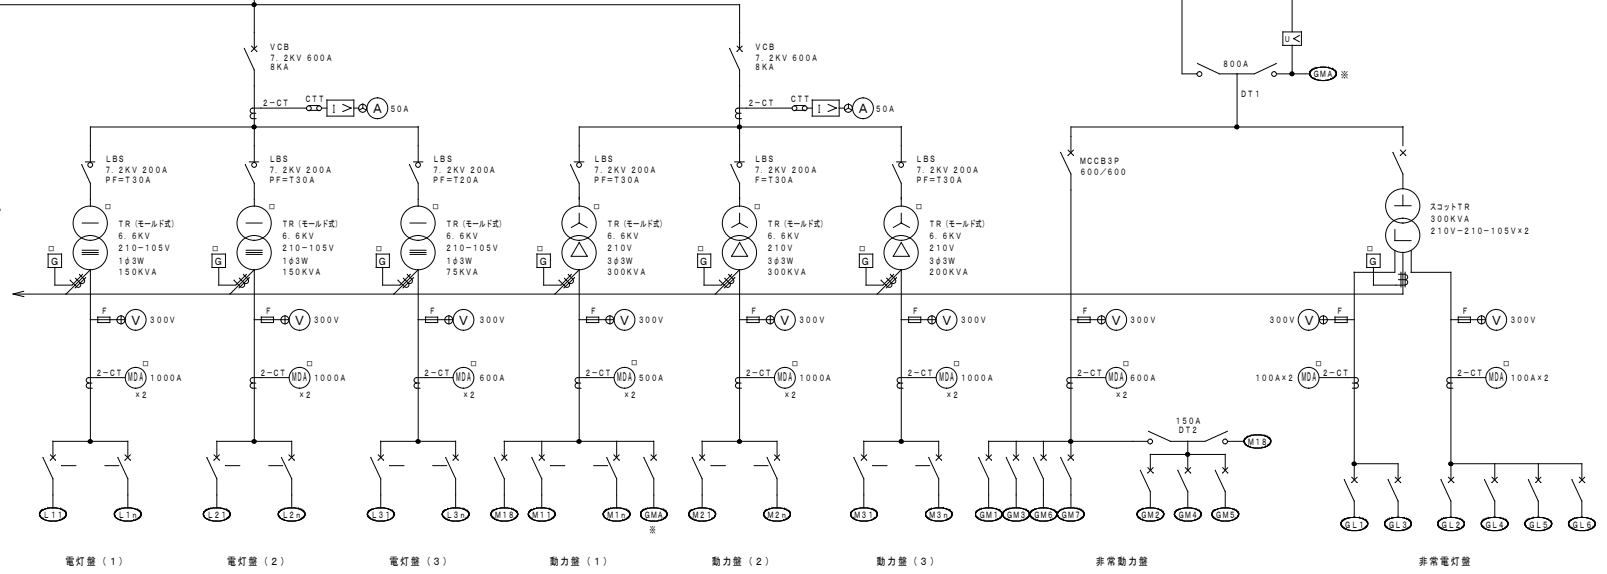 VCB
7.2KV 600A
8KA
VCB
7.2KV 600A
8KA
U<
800A
GMA ※
DT1
2-CT CTT I > A 50A
2-CT CTT I > A 50A
LBS
7.2KV 200A
PF=T30A
LBS
7.2KV 200A
PF=T30A
LBS
7.2KV 200A
PF=T20A
LBS
7.2KV 200A
PF=T30A
LBS
7.2KV 200A
F=T30A
LBS
7.2KV 200A
PF=T30A
MCCB3P
600/600
TR(モールド式)
6.6KV
210-105V
1φ3W
150KVA
G
TR(モールド式)
6.6KV
210-105V
1φ3W
150KVA
G
TR(モールド式)
6.6KV
210-105V
1φ3W
75KVA
G
TR(モールド式)
6.6KV
210V
3φ3W
300KVA
G
TR(モールド式)
6.6KV
210V
3φ3W
300KVA
G
TR(モールド式)
6.6KV
210V
3φ3W
200KVA
G
スコットTR
300KVA
210V-210-105V×2
G
F V 300V
F V 300V
F V 300V
F V 300V
F V 300V
F V 300V
F V 300V
300V V F
F V 300V
2-CT MDA 1000A
×2
2-CT MDA 1000A
×2
2-CT MDA 600A
×2
2-CT MDA 500A
×2
2-CT MDA 1000A
×2
2-CT MDA 1000A
×2
2-CT MDA 600A
×2
100A×2 MDA 2-CT
2-CT MDA 100A×2
150A
DT2
M18
L11 L1n
L21 L2n
L31 L3n
M18 M11 M1n GMA
※
M21 M2n
M31 M3n
GM1 GM3 GM6 GM7
GM2 GM4 GM5
GL1 GL3
GL2 GL4 GL5 GL6
電灯盤(1)
電灯盤(2)
電灯盤(3)
動力盤(1)
動力盤(2)
動力盤(3)
非常動力盤
非常電灯盤